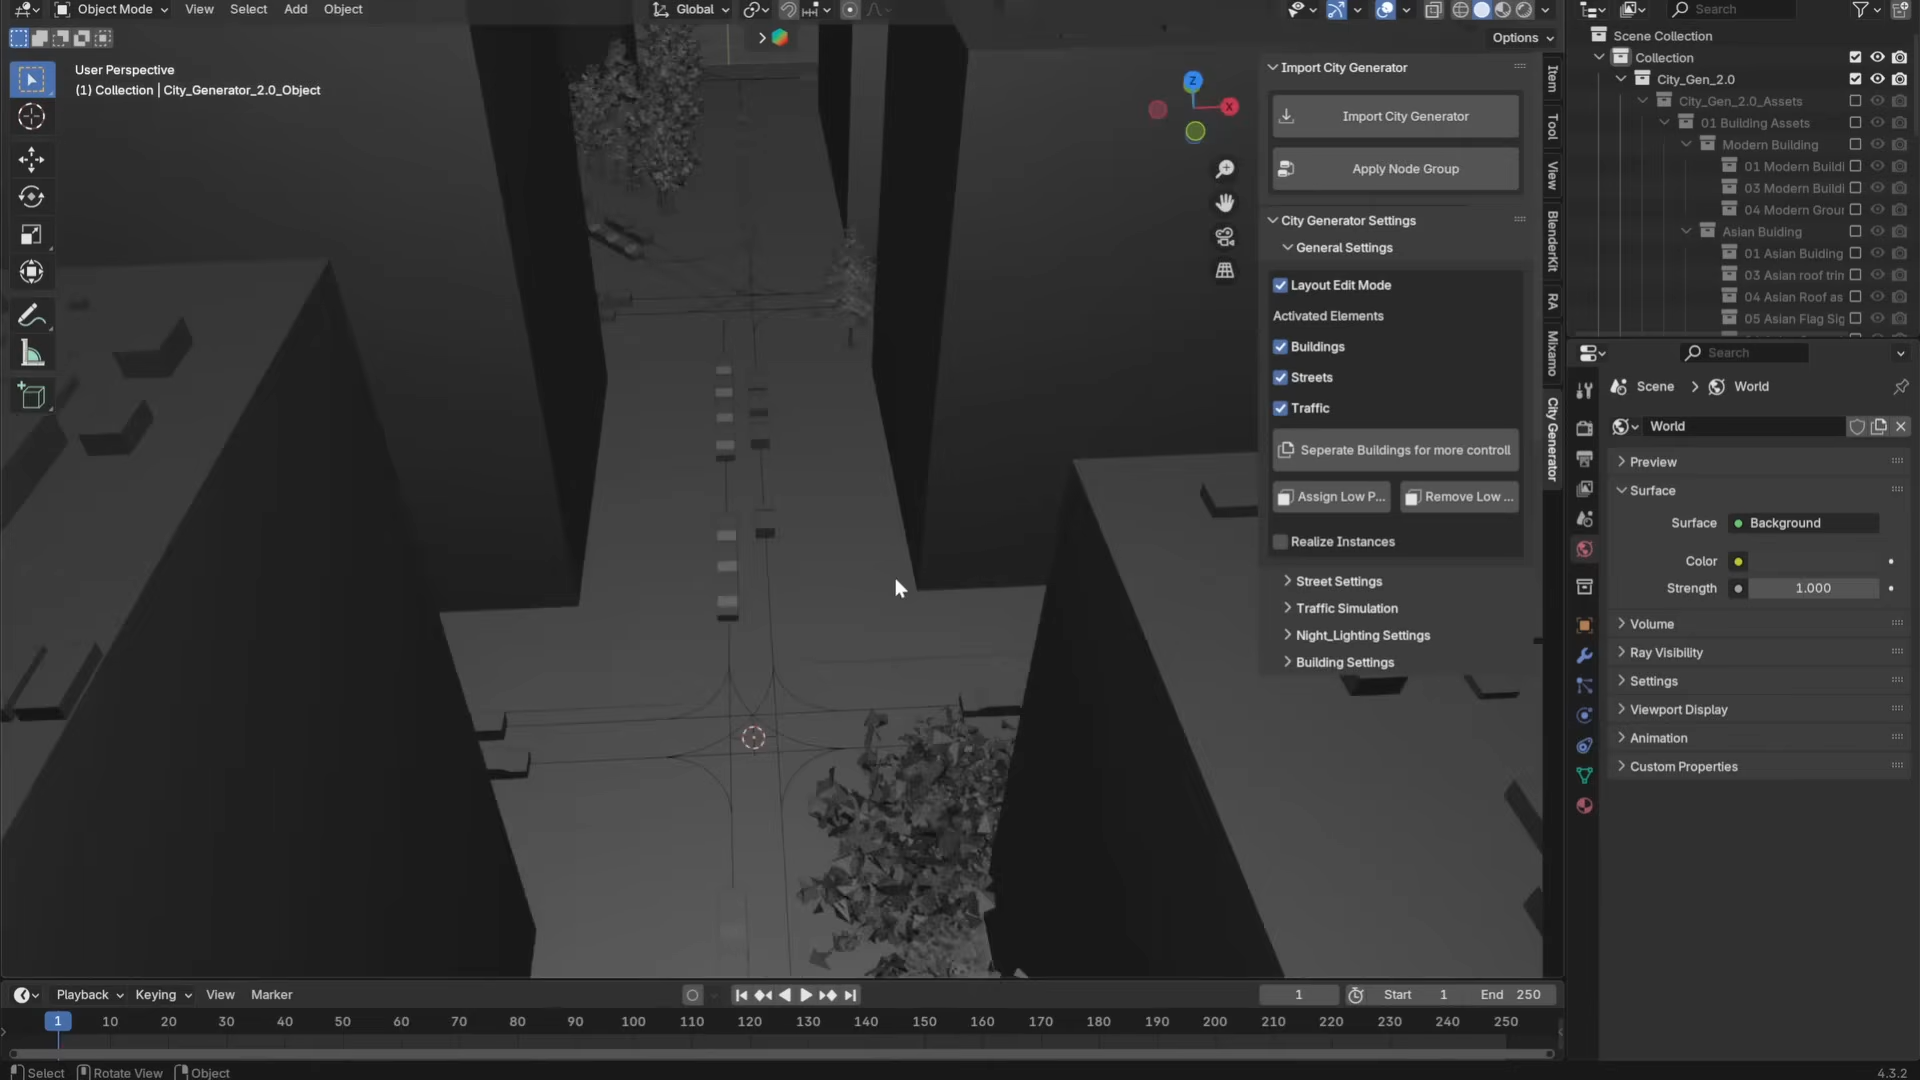 Object Mode
View
Select
Add
Object
Global
Search
Options
User Perspective
(1) Collection | City_Generator_2.0_Object
Z
X
Import City Generator
Import City Generator
Apply Node Group
City Generator Settings
General Settings
Layout Edit Mode
Activated Elements
Buildings
Streets
Traffic
Seperate Buildings for more controll
Assign Low P...
Remove Low ...
Realize Instances
Street Settings
Traffic Simulation
Night_Lighting Settings
Building Settings
Item
Tool
View
BlenderKit
RA
Mixamo
City Generator
Scene Collection
Collection
City_Gen_2.0
City_Gen_2.0_Assets
01 Building Assets
Modern Building
01 Modern Buildi
03 Modern Buildi
04 Modern Grour
Asian Buiding
01 Asian Buiding
03 Asian roof trin
04 Asian Roof as
05 Asian Flag Sig
Search
Scene
World
World
Preview
Surface
Surface
Background
Color
Strength
1.000
Volume
Ray Visibility
Settings
Viewport Display
Animation
Custom Properties
Playback
Keying
View
Marker
1
Start 1
End 250
1 10 20 30 40 50 60 70 80 90 100 110 120 130 140 150 160 170 180 190 200 210 220 230 240 250
Select
Rotate View
Object
4.3.2